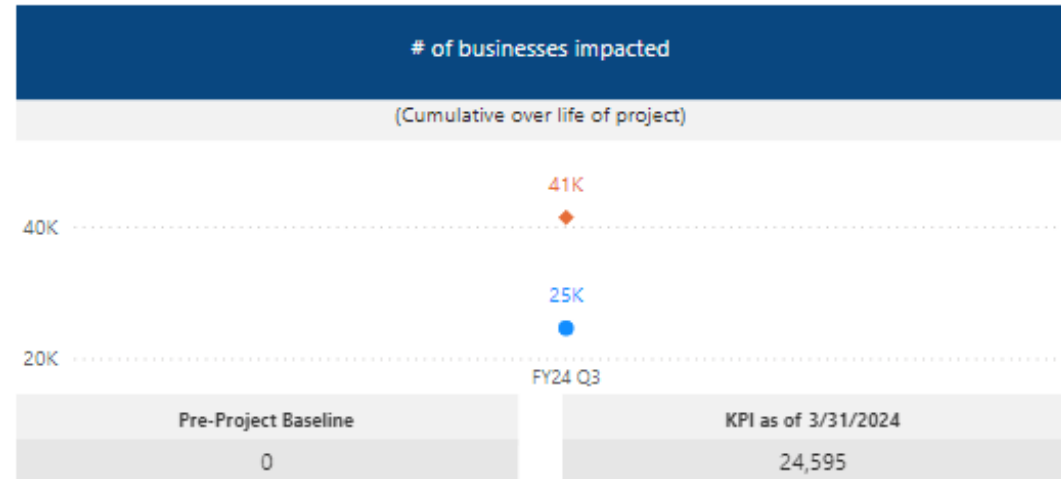 # of businesses impacted
(Cumulative over life of project)
41K
40K
25K
20K
FY24 Q3
Pre-Project Baseline
KPI as of 3/31/2024
0
24,595